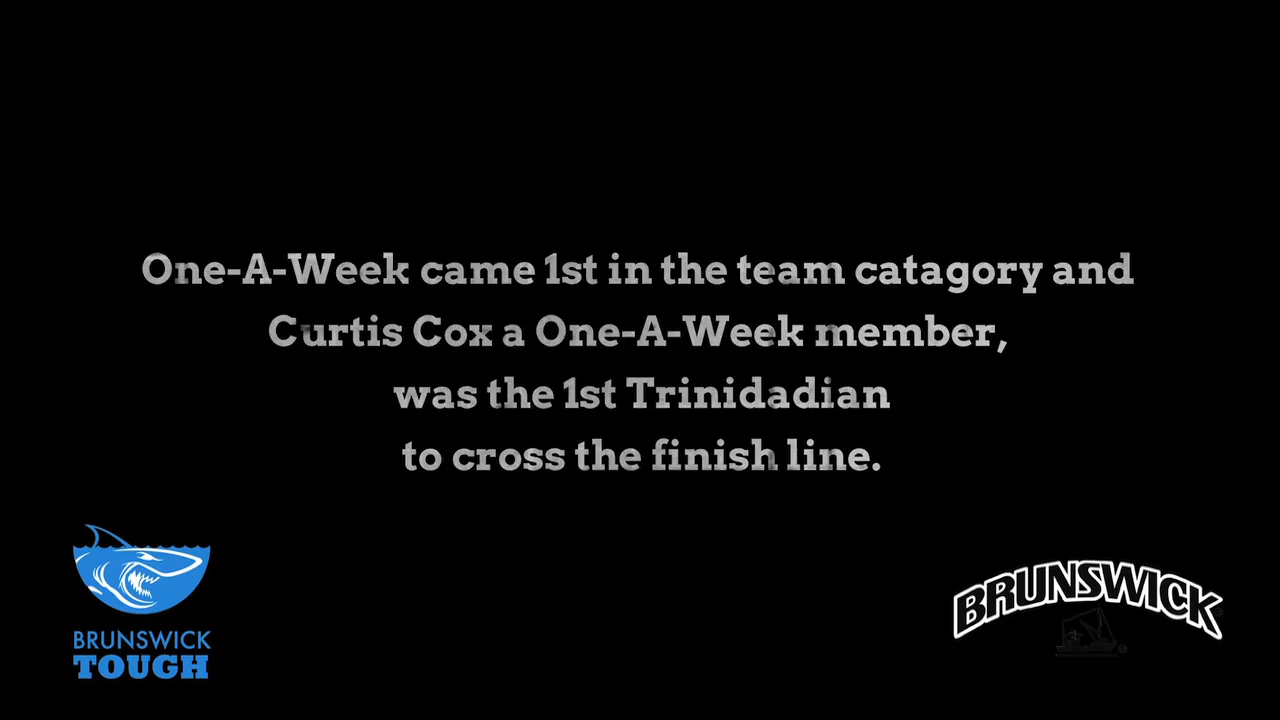 One-A-Week came 1st in the team catagory and
Curtis Cox a One-A-Week member,
was the 1st Trinidadian
to cross the finish line.
BRUNSWICK
TOUGH
BRUNSWICK